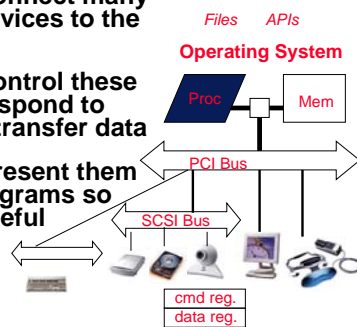 onnect many
vices to the
ontrol these
spond to
transfer data
resent them
grams so
eful
Files APIs
Operating System
Proc
Mem
PCI Bus
SCSI Bus
cmd reg.
data reg.